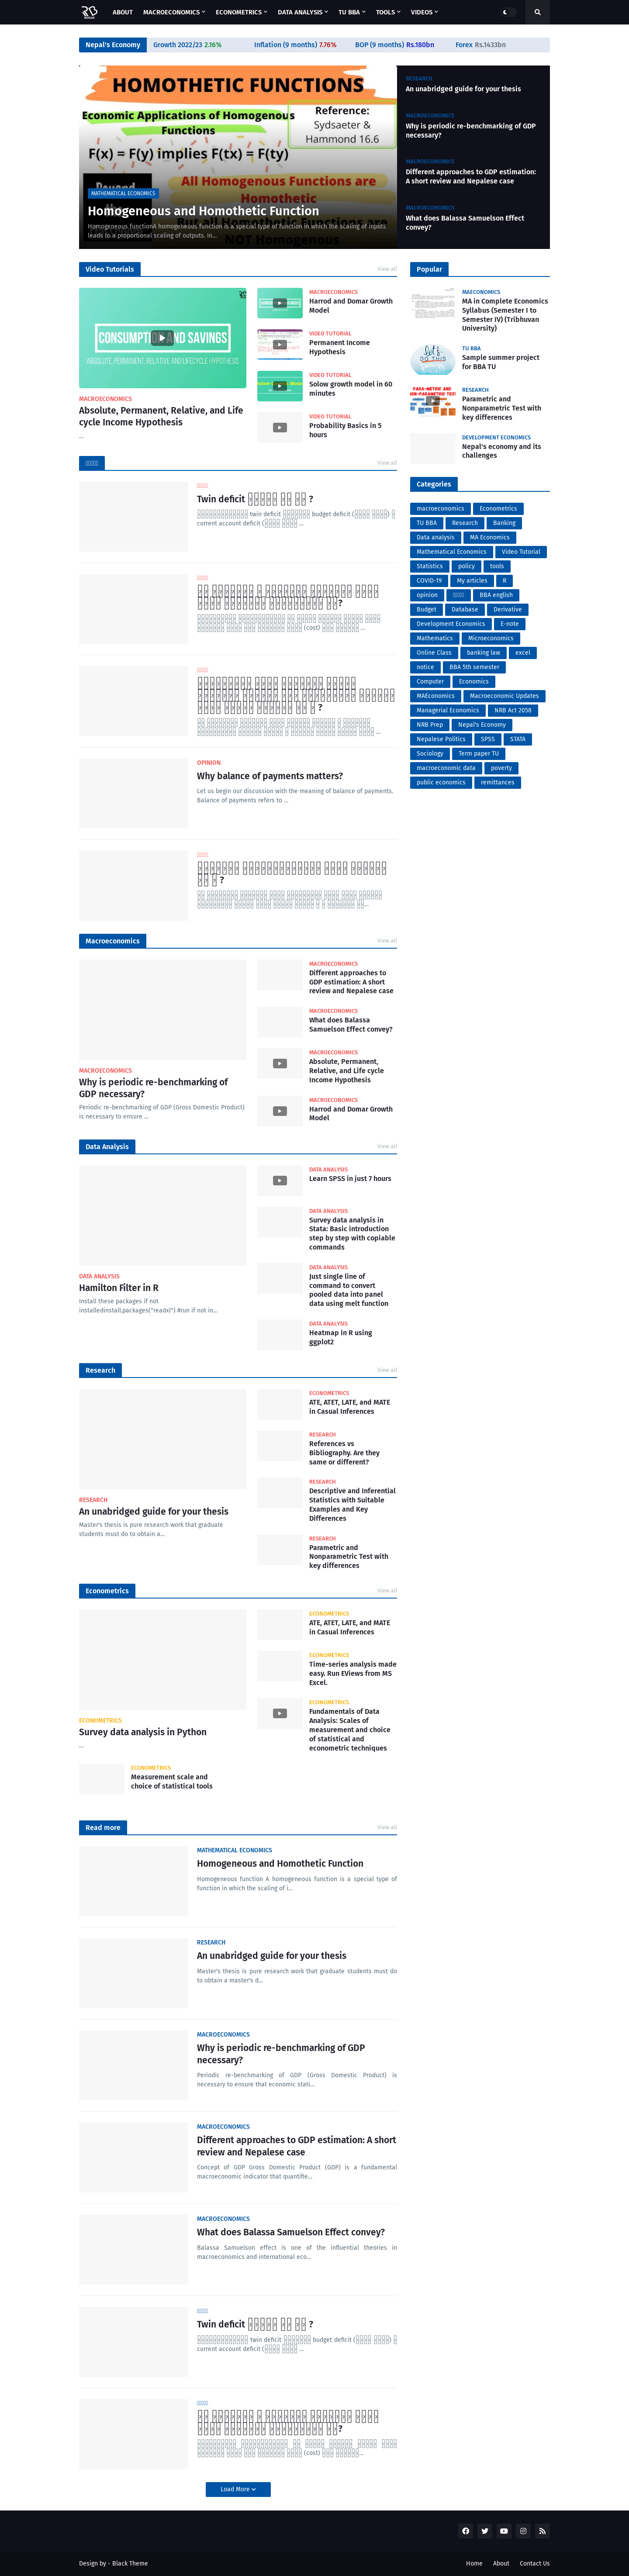 ABOUT MACROECONOMICS ECONOMETRICS DATA ANALYSIS TU BBA TOOLS VIDEOS
Nepal's Economy Growth 2022/23 2.16% Inflation (9 months) 7.76% BOP (9 months) Rs.180bn Forex Rs.1433bn
HOMOTHETIC FUNCTION
Economic Applications of Homogenous Functions
Reference:
Sydsaeter & Hammond 16.6
F(x) = F(y) implies F(tx) = F(ty)
All Homogenous Functions are Homothetic
Beyond
But all Homothetic Functions are NOT Homogenous
MATHEMATICAL ECONOMICS
Homogeneous and Homothetic Function
Homogeneous functionA homogeneous function is a special type of function in which the scaling of inputs
leads to a proportional scaling of outputs. In...
RESEARCH
An unabridged guide for your thesis
MACROECONOMICS
Why is periodic re-benchmarking of GDP
necessary?
MACROECONOMICS
Different approaches to GDP estimation:
A short review and Nepalese case
MACROECONOMICS
What does Balassa Samuelson Effect
convey?
Video Tutorials View all
CONSUMPTION AND SAVINGS
ABSOLUTE, PERMANENT, RELATIVE, AND LIFECYCLE HYPOTHESIS
MACROECONOMICS
Absolute, Permanent, Relative, and Life
cycle Income Hypothesis
...
MACROECONOMICS
Harrod and Domar Growth
Model
VIDEO TUTORIAL
Permanent Income
Hypothesis
VIDEO TUTORIAL
Solow growth model in 60
minutes
VIDEO TUTORIAL
Probability Basics in 5
hours
View all
Twin deficit ?
twin deficit budget deficit ( )
current account deficit ( ...
?
(cost) ...
?
...
OPINION
Why balance of payments matters?
Let us begin our discussion with the meaning of balance of payments.
Balance of payments refers to ...
?
...
Macroeconomics View all
MACROECONOMICS
Why is periodic re-benchmarking of
GDP necessary?
Periodic re-benchmarking of GDP (Gross Domestic Product)
is necessary to ensure ...
MACROECONOMICS
Different approaches to
GDP estimation: A short
review and Nepalese case
MACROECONOMICS
What does Balassa
Samuelson Effect convey?
MACROECONOMICS
Absolute, Permanent,
Relative, and Life cycle
Income Hypothesis
MACROECONOMICS
Harrod and Domar Growth
Model
Data Analysis View all
DATA ANALYSIS
Hamilton Filter in R
Install these packages if not
installedinstall.packages("readxl") #run if not in...
DATA ANALYSIS
Learn SPSS in just 7 hours
DATA ANALYSIS
Survey data analysis in
Stata: Basic introduction
step by step with copiable
commands
DATA ANALYSIS
Just single line of
command to convert
pooled data into panel
data using melt function
DATA ANALYSIS
Heatmap in R using
ggplot2
Research View all
RESEARCH
An unabridged guide for your thesis
Master's thesis is pure research work that graduate
students must do to obtain a...
ECONOMETRICS
ATE, ATET, LATE, and MATE
in Casual Inferences
RESEARCH
References vs
Bibliography. Are they
same or different?
RESEARCH
Descriptive and Inferential
Statistics with Suitable
Examples and Key
Differences
RESEARCH
Parametric and
Nonparametric Test with
key differences
Econometrics View all
ECONOMETRICS
Survey data analysis in Python
...
ECONOMETRICS
ATE, ATET, LATE, and MATE
in Casual Inferences
ECONOMETRICS
Time-series analysis made
easy. Run EViews from MS
Excel.
ECONOMETRICS
Fundamentals of Data
Analysis: Scales of
measurement and choice
of statistical and
econometric techniques
ECONOMETRICS
Measurement scale and
choice of statistical tools
Read more View all
MATHEMATICAL ECONOMICS
Homogeneous and Homothetic Function
Homogeneous function A homogeneous function is a special type of
function in which the scaling of i...
RESEARCH
An unabridged guide for your thesis
Master's thesis is pure research work that graduate students must do
to obtain a master's d...
MACROECONOMICS
Why is periodic re-benchmarking of GDP
necessary?
Periodic re-benchmarking of GDP (Gross Domestic Product) is
necessary to ensure that economic stati...
MACROECONOMICS
Different approaches to GDP estimation: A short
review and Nepalese case
Concept of GDP Gross Domestic Product (GDP) is a fundamental
macroeconomic indicator that quantifie...
MACROECONOMICS
What does Balassa Samuelson Effect convey?
Balassa Samuelson effect is one of the influential theories in
macroeconomics and international eco...
Twin deficit ?
twin deficit budget deficit ( )
current account deficit ( ...
?
(cost) ...
Load More
Popular
MAECONOMICS
MA in Complete Economics
Syllabus (Semester I to
Semester IV) (Tribhuvan
University)
let's DO THIS
TU BBA
Sample summer project
for BBA TU
RESEARCH
Parametric and
Nonparametric Test with
key differences
DEVELOPMENT ECONOMICS
Nepal's economy and its
challenges
Categories
macroeconomics Econometrics
TU BBA Research Banking
Data analysis MA Economics
Mathematical Economics Video Tutorial
Statistics policy tools
COVID-19 My articles R
opinion BBA english
Budget Database Derivative
Development Economics E-note
Mathematics Microeconomics
Online Class banking law excel
notice BBA 5th semester
Computer Economics
MAEconomics Macroeconomic Updates
Managerial Economics NRB Act 2058
NRB Prep Nepal's Economy
Nepalese Politics SPSS STATA
Sociology Term paper TU
macroeconomic data poverty
public economics remittances
Design by - Black Theme Home About Contact Us